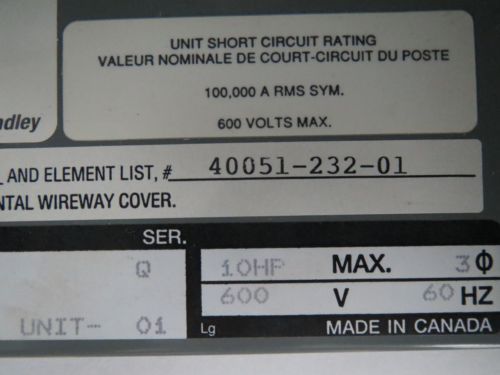 UNIT SHORT CIRCUIT RATING
VALEUR NOMINALE DE COURT-CIRCUIT DU POSTE
100,000 A RMS SYM.
600 VOLTS MAX.
dley
AND ELEMENT LIST, # 40051-232-01
NTAL WIREWAY COVER.
SER.
Q 10HP MAX. 3Φ
600 V 60 HZ
UNIT- 01 Lg MADE IN CANADA